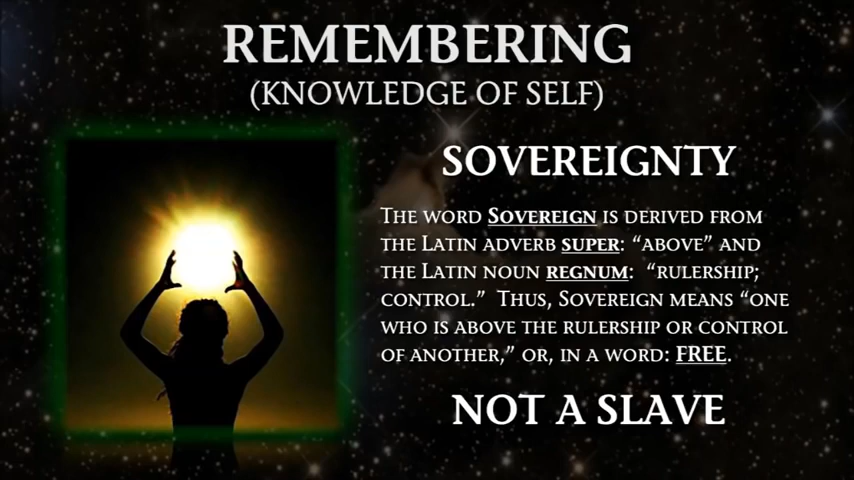 REMEMBERING
(KNOWLEDGE OF SELF)
SOVEREIGNTY
THE WORD SOVEREIGN IS DERIVED FROM
THE LATIN ADVERB SUPER: “ABOVE” AND
THE LATIN NOUN REGNUM: “RULERSHIP;
CONTROL.” THUS, SOVEREIGN MEANS “ONE
WHO IS ABOVE THE RULERSHIP OR CONTROL
OF ANOTHER,” OR, IN A WORD: FREE.
NOT A SLAVE